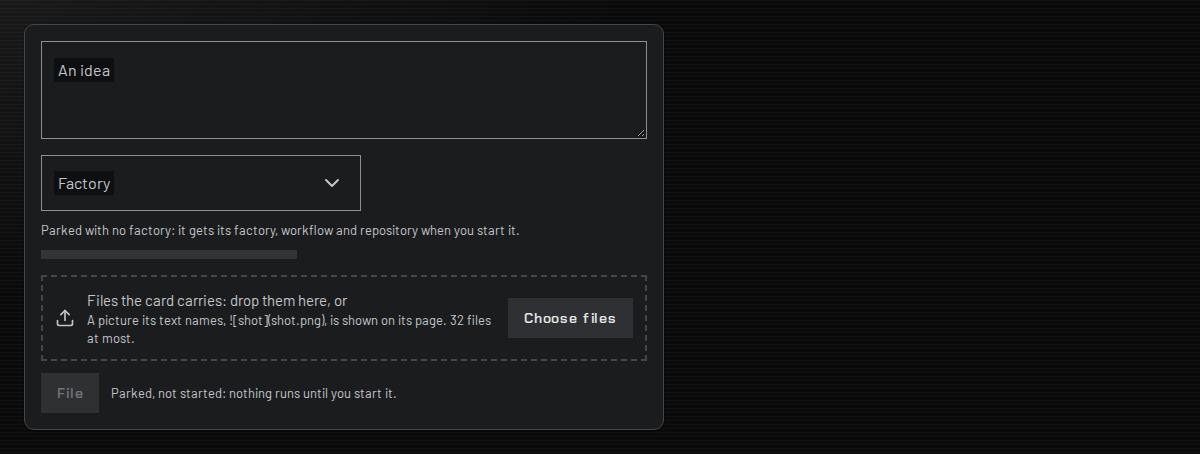 An idea
Factory
Parked with no factory: it gets its factory, workflow and repository when you start it.
Files the card carries: drop them here, or
A picture its text names, ![shot](shot.png), is shown on its page. 32 files
at most.
Choose files
File
Parked, not started: nothing runs until you start it.